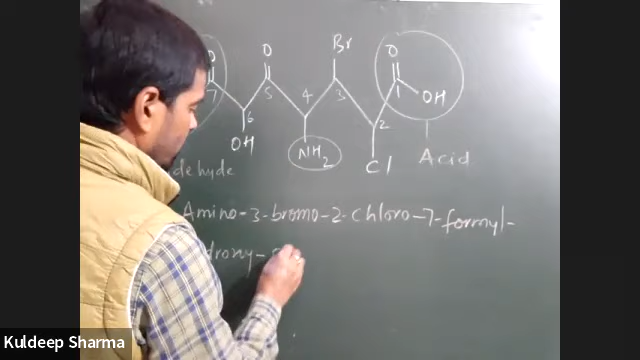 O O Br O
7 5 3 1 OH
6 4 2
OH NH2 Cl Acid
dehyde
Amino-3-bromo-2-chloro-7-formyl-
droxy-
Kuldeep Sharma